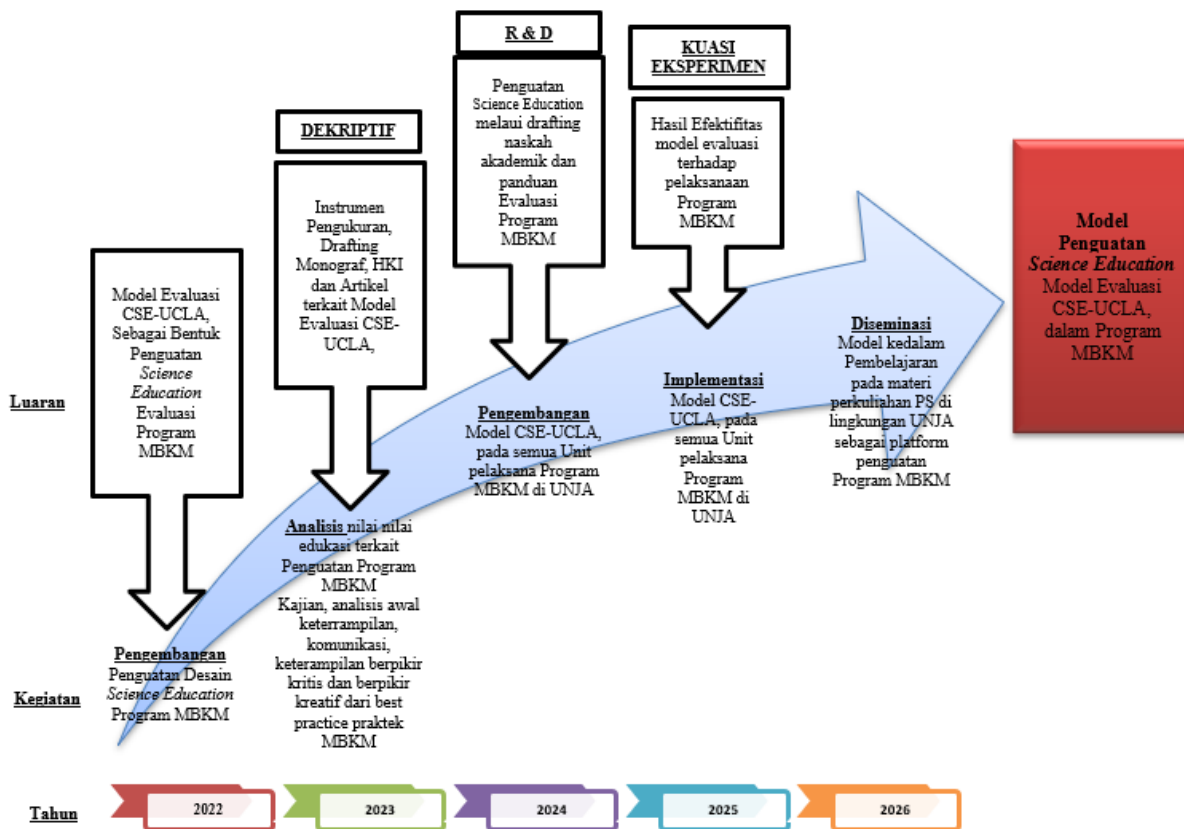 R & D
KUASI
EKSPERIMEN
DEKRIPTIF
Luaran
Model Evaluasi
CSE-UCLA,
Sebagai Bentuk
Penguatan
Science
Education
Evaluasi
Program
MBKM
Instrumen
Pengukuran,
Drafting
Monograf, HKI
dan Artikel
terkait Model
Evaluasi CSE-
UCLA,
Penguatan
Science Education
melaui drafting
naskah
akademik dan
panduan
Evaluasi
Program
MBKM
Hasil Efektifitas
model evaluasi
terhadap
pelaksanaan
Program
MBKM
Model
Penguatan
Science Education
Model Evaluasi
CSE-UCLA,
dalam Program
MBKM
Kegiatan
Pengembangan
Penguatan Desain
Science Education
Program MBKM
Analisis nilai nilai
edukasi terkait
Penguatan Program
MBKM
Kajian, analisis awal
keterrampilan,
komunikasi,
keterampilan berpikir
kritis dan berpikir
kreatif dari best
practice praktek
MBKM
Pengembangan
Model CSE-UCLA,
pada semua Unit
pelaksana Program
MBKM di UNJA
Implementasi
Model CSE-
UCLA, pada
semua Unit
pelaksana
Program
MBKM di
UNJA
Diseminasi
Model kedalam
Pembelajaran
pada materi
perkuliahan PS di
lingkungan UNJA
sebagai platform
penguatan
Program MBKM
Tahun
2022
2023
2024
2025
2026